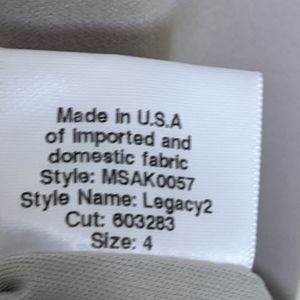 Made in U.S.A
of Imported and
domestic fabric
Style: MSAK0057
Style Name: Legacy2
Cut: 603283
Size: 4